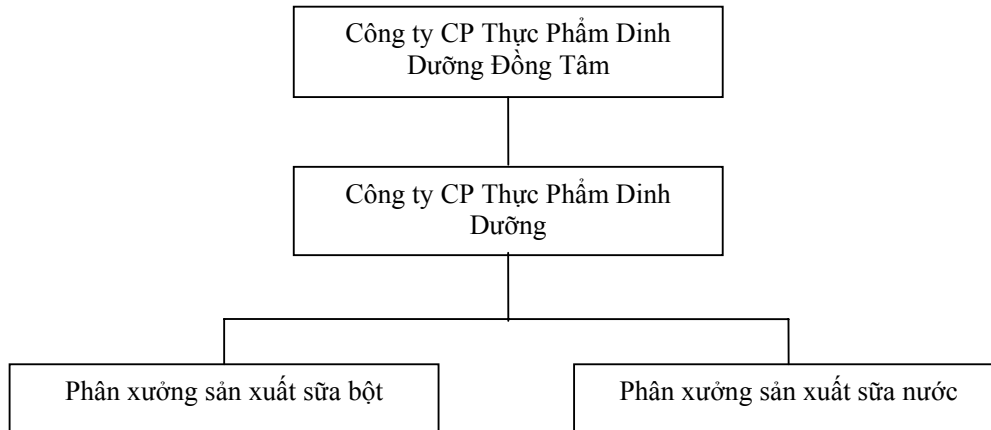 Công ty CP Thực Phẩm Dinh
Dưỡng Đồng Tâm
Công ty CP Thực Phẩm Dinh
Dưỡng
Phân xưởng sản xuất sữa bột
Phân xưởng sản xuất sữa nước